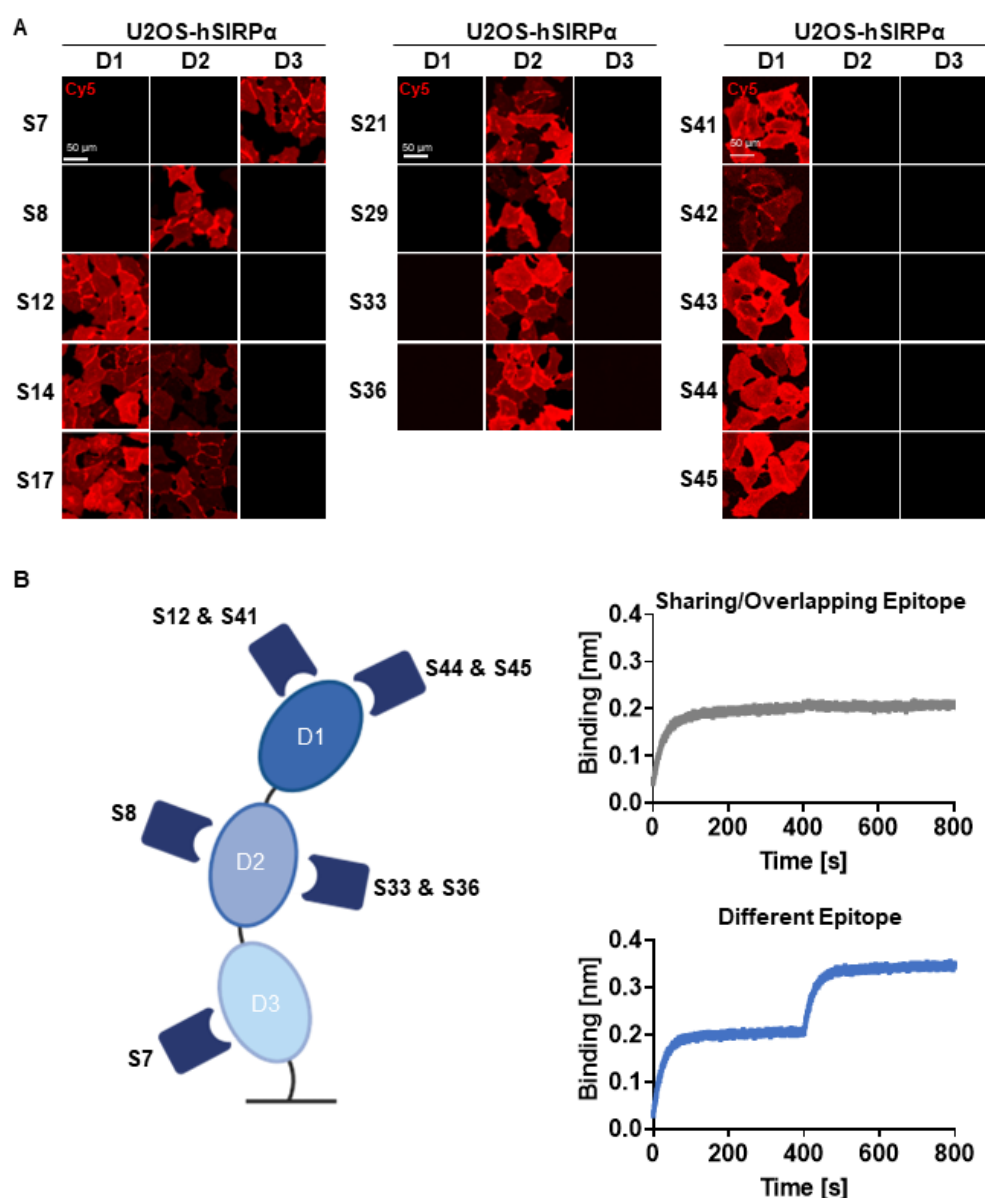 A
U2OS-hSIRPα
D1 D2 D3
Cy5
50 µm
S7
S8
S12
S14
S17
U2OS-hSIRPα
D1 D2 D3
Cy5
50 µm
S21
S29
S33
S36
U2OS-hSIRPα
D1 D2 D3
50 µm
S41
S42
S43
S44
S45
B
S12 & S41
S44 & S45
D1
S8
D2
S33 & S36
D3
S7
Sharing/Overlapping Epitope
Binding [nm]
0.4
0.3
0.2
0.1
0.0
0 200 400 600 800
Time [s]
Different Epitope
Binding [nm]
0.4
0.3
0.2
0.1
0.0
0 200 400 600 800
Time [s]